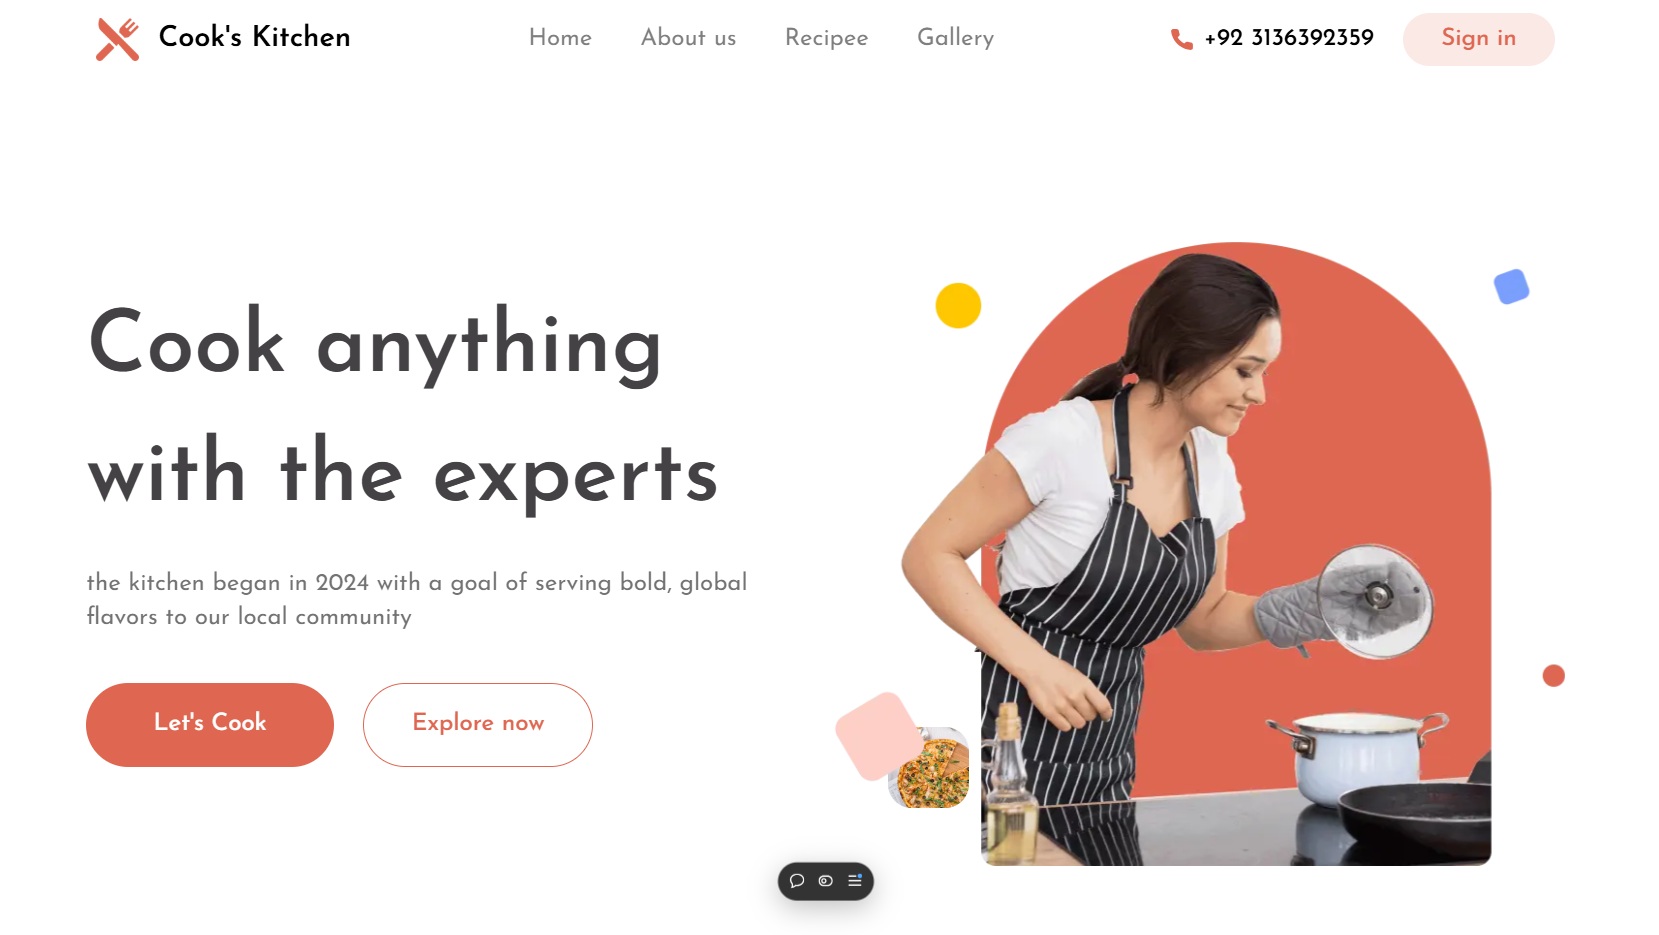 Cook's Kitchen
Home
About us
Recipee
Gallery
+92 3136392359
Sign in
Cook anything
with the experts
the kitchen began in 2024 with a goal of serving bold, global
flavors to our local community
Let's Cook
Explore now